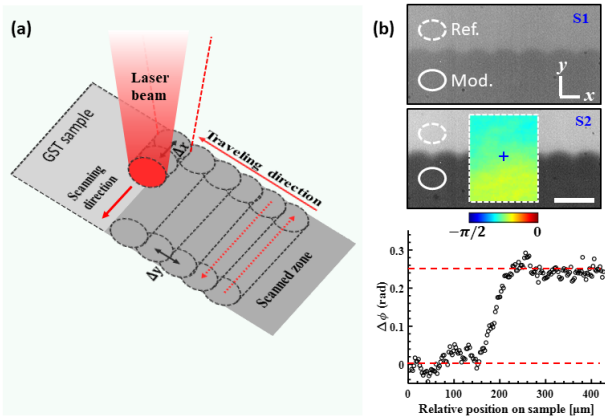 (a)
Laser
beam
GST sample
Δx
Traveling direction
Scanning
direction
Δy
Scanned zone
(b)
S1
Ref.
Mod.
y
x
S2
−π/2
0
0.3
0.2
0.1
0
Δϕ (rad)
0
100
200
300
400
Relative position on sample [μm]